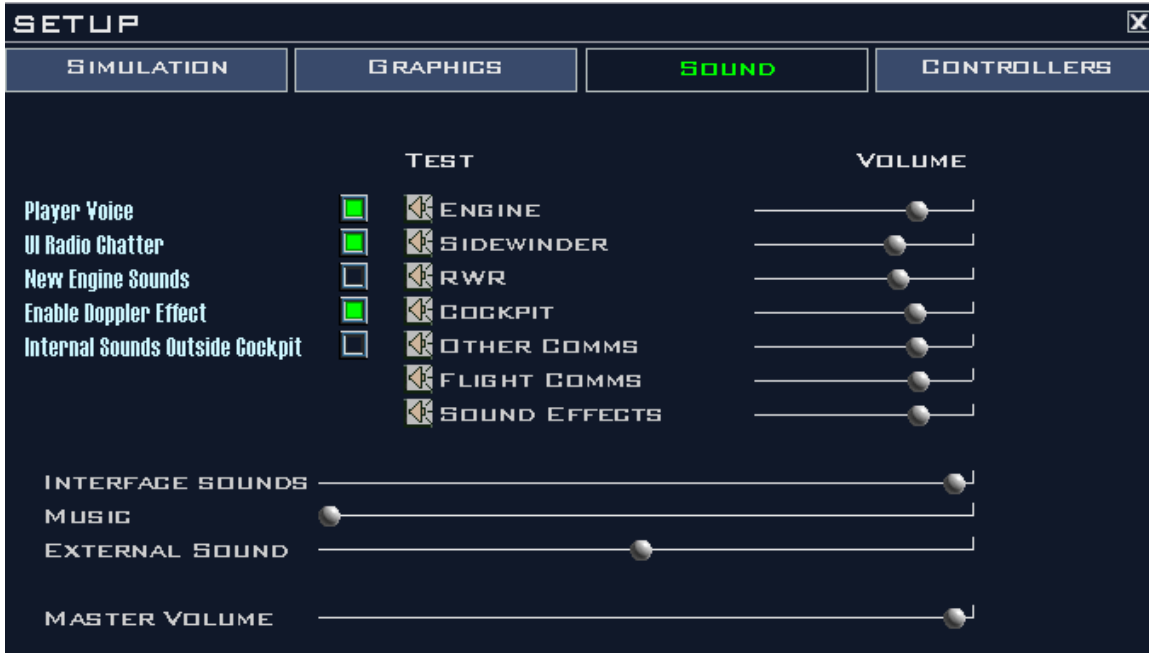 SETUP X
SIMULATION GRAPHICS SOUND CONTROLLERS
TEST VOLUME
Player Voice ENGINE
UI Radio Chatter SIDEWINDER
New Engine Sounds RWR
Enable Doppler Effect COCKPIT
Internal Sounds Outside Cockpit OTHER COMMS
FLIGHT COMMS
SOUND EFFECTS
INTERFACE SOUNDS
MUSIC
EXTERNAL SOUND
MASTER VOLUME